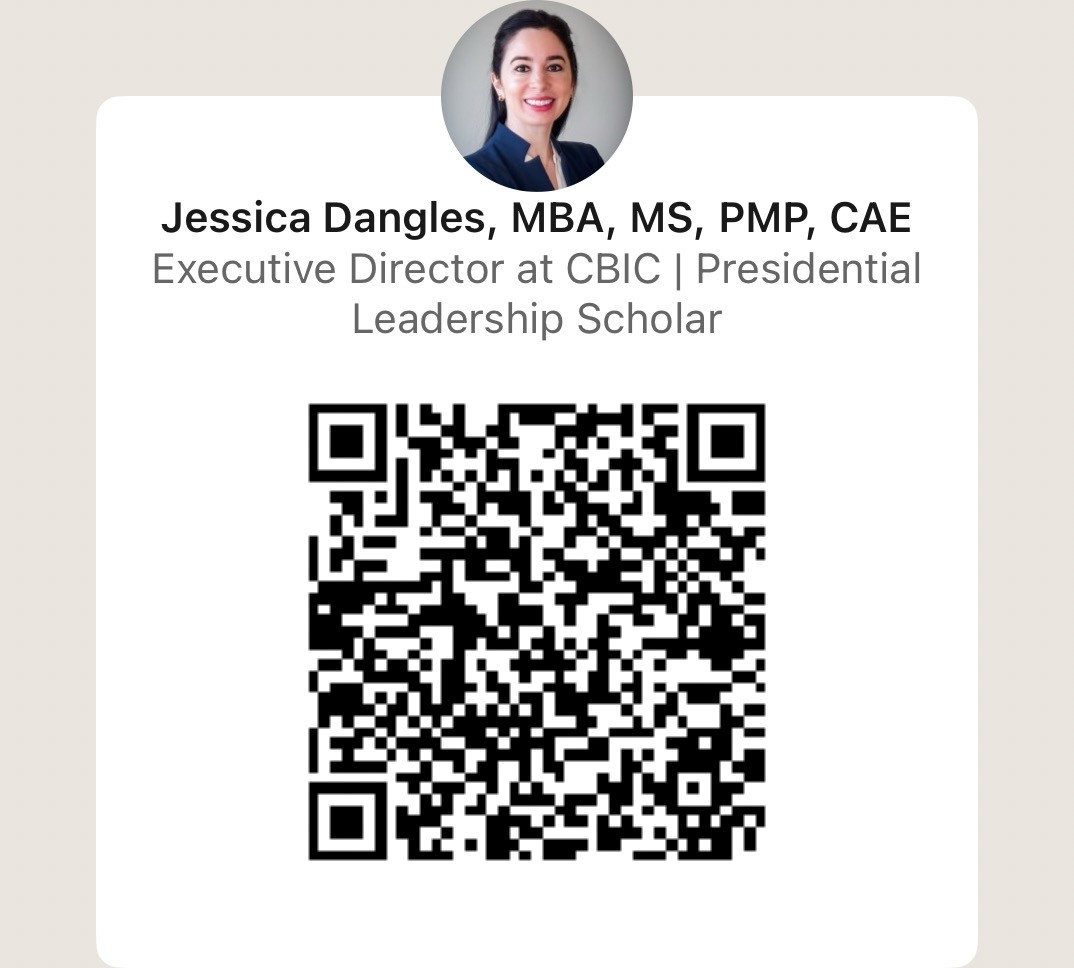 Jessica Dangles, MBA, MS, PMP, CAE
Executive Director at CBIC | Presidential
Leadership Scholar